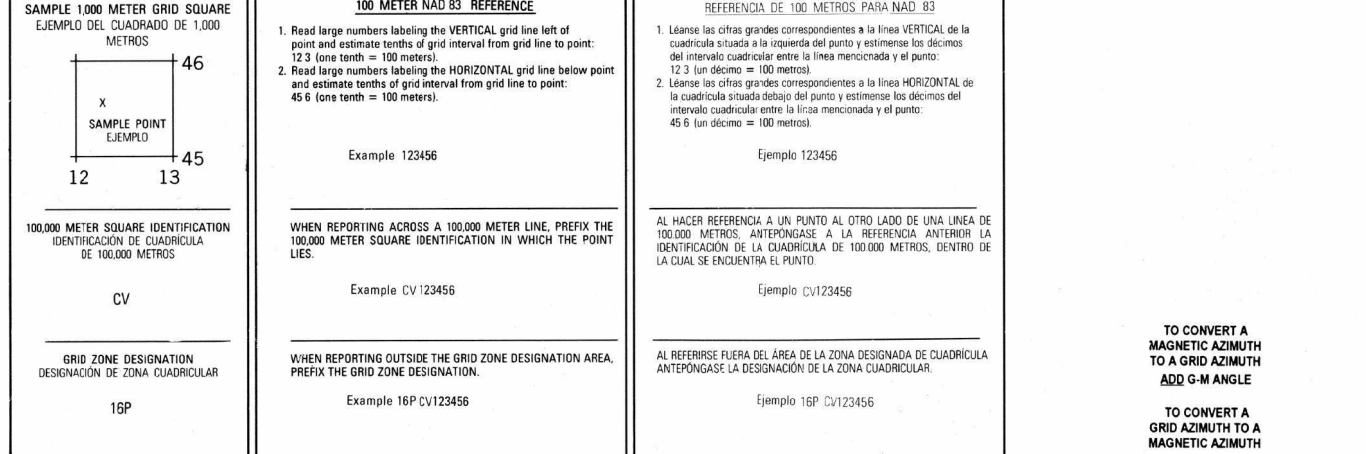 SAMPLE 1,000 METER GRID SQUARE
EJEMPLO DEL CUADRADO DE 1,000
METROS
46
X
SAMPLE POINT
EJEMPLO
45
12 13
100,000 METER SQUARE IDENTIFICATION
IDENTIFICACIÓN DE CUADRÍCULA
DE 100,000 METROS
CV
GRID ZONE DESIGNATION
DESIGNACIÓN DE ZONA CUADRICULAR
16P
100 METER NAD 83 REFERENCE
1. Read large numbers labeling the VERTICAL grid line left of
point and estimate tenths of grid interval from grid line to point:
12 3 (one tenth = 100 meters).
2. Read large numbers labeling the HORIZONTAL grid line below point
and estimate tenths of grid interval from grid line to point:
45 6 (one tenth = 100 meters).
Example 123456
WHEN REPORTING ACROSS A 100,000 METER LINE, PREFIX THE
100,000 METER SQUARE IDENTIFICATION IN WHICH THE POINT
LIES.
Example CV 123456
WHEN REPORTING OUTSIDE THE GRID ZONE DESIGNATION AREA,
PREFIX THE GRID ZONE DESIGNATION.
Example 16P CV123456
REFERENCIA DE 100 METROS PARA NAD 83
1. Léanse las cifras grandes correspondientes a la línea VERTICAL de la
cuadrícula situada a la izquierda del punto y estímense los décimos
del intervalo cuadricular entre la línea mencionada y el punto:
12 3 (un décimo = 100 metros).
2. Léanse las cifras grandes correspondientes a la línea HORIZONTAL de
la cuadrícula situada debajo del punto y estímense los décimos del
intervalo cuadricular entre la línea mencionada y el punto:
45 6 (un décimo = 100 metros).
Ejemplo 123456
AL HACER REFERENCIA A UN PUNTO AL OTRO LADO DE UNA LINEA DE
100.000 METROS, ANTEPÓNGASE A LA REFERENCIA ANTERIOR LA
IDENTIFICACIÓN DE LA CUADRÍCULA DE 100.000 METROS, DENTRO DE
LA CUAL SE ENCUENTRA EL PUNTO.
Ejemplo CV123456
AL REFERIRSE FUERA DEL ÁREA DE LA ZONA DESIGNADA DE CUADRÍCULA
ANTEPÓNGASE LA DESIGNACIÓN DE LA ZONA CUADRICULAR.
Ejemplo 16P CV123456
TO CONVERT A
MAGNETIC AZIMUTH
TO A GRID AZIMUTH
ADD G-M ANGLE
TO CONVERT A
GRID AZIMUTH TO A
MAGNETIC AZIMUTH